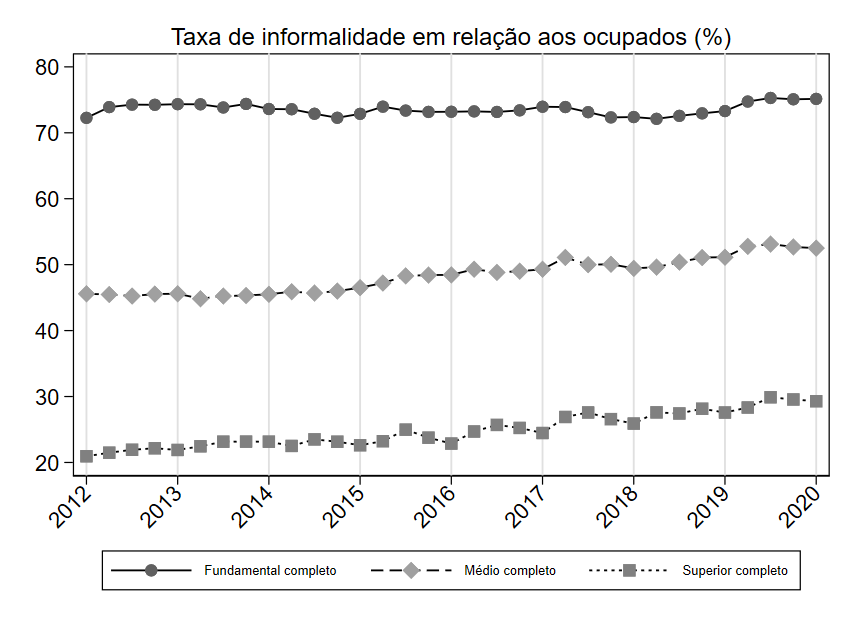 Taxa de informalidade em relação aos ocupados (%)
80
70
60
50
40
30
20
2012 2013 2014 2015 2016 2017 2018 2019 2020
Fundamental completo Médio completo Superior completo